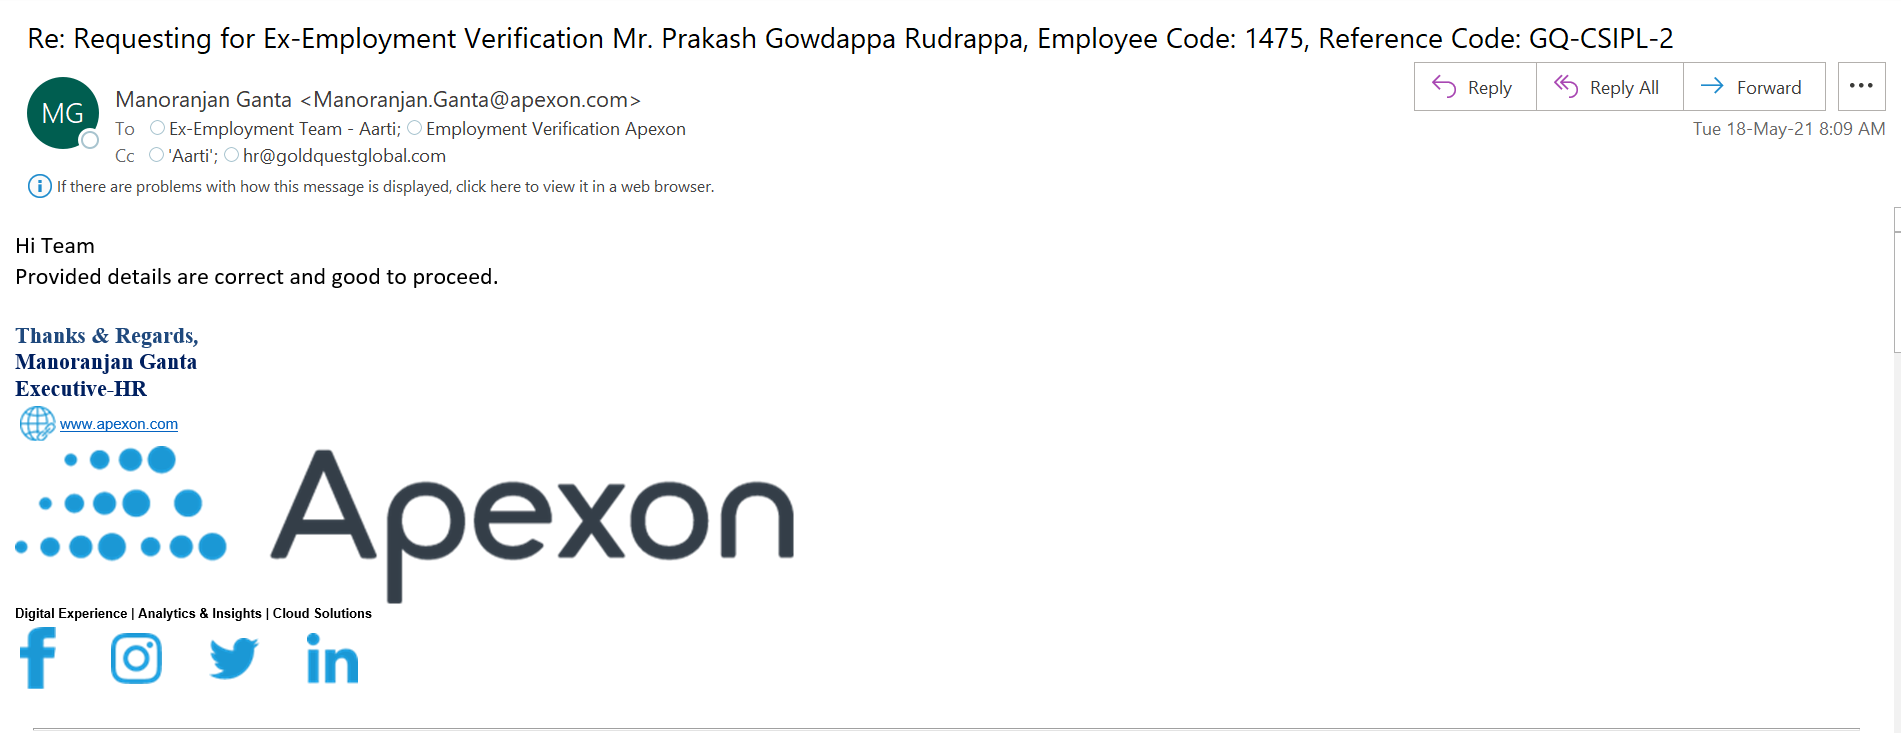 Re: Requesting for Ex-Employment Verification Mr. Prakash Gowdappa Rudrappa, Employee Code: 1475, Reference Code: GQ-CSIPL-2
MG
Manoranjan Ganta <Manoranjan.Ganta@apexon.com>
To Ex-Employment Team - Aarti; Employment Verification Apexon
Cc 'Aarti'; hr@goldquestglobal.com
Reply
Reply All
Forward
Tue 18-May-21 8:09 AM
If there are problems with how this message is displayed, click here to view it in a web browser.
Hi Team
Provided details are correct and good to proceed.
Thanks & Regards,
Manoranjan Ganta
Executive-HR
www.apexon.com
Apexon
Digital Experience | Analytics & Insights | Cloud Solutions